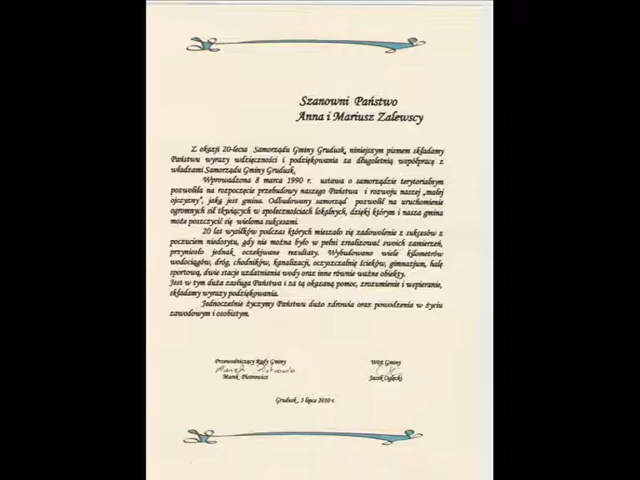 Szanowni Państwo
Anna i Mariusz Zalewscy
Z okazji 20-lecia Samorządu Gminy Grudusk, niniejszym pismem składamy
Państwu wyrazy wdzięczności i podziękowania za długoletnią współpracę z
władzami Samorządu Gminy Grudusk.
Wprowadzona 8 marca 1990 r. ustawa o samorządzie terytorialnym
pozwoliła na rozpoczęcie przebudowy naszego Państwa i rozwoju naszej „małej
ojczyzny”, jaką jest gmina. Odbudowany samorząd pozwolił na uruchomienie
ogromnych sił tkwiących w społecznościach lokalnych, dzięki którym i nasza gmina
może poszczycić się wieloma sukcesami.
20 lat wysiłków podczas których mieszało się zadowolenie z sukcesów z
poczuciem niedosytu, gdy nie można było w pełni zrealizować swoich zamierzeń,
przyniosło jednak oczekiwane rezultaty. Wybudowano wiele kilometrów
wodociągów, dróg, chodników, kanalizacji, oczyszczalnię ścieków, gimnazjum, halę
sportową, dwie stacje uzdatniania wody oraz inne równie ważne obiekty.
Jest w tym duża zasługa Państwa i za tą okazaną pomoc, zrozumienie i wspieranie,
składamy wyrazy podziękowania.
Jednocześnie życzymy Państwu dużo zdrowia oraz powodzenia w życiu
zawodowym i osobistym.
Przewodniczący Rady Gminy
Wójt Gminy
Marek Piotrowicz
Jacek Oglęcki
Grudusk, 3 lipca 2010 r.